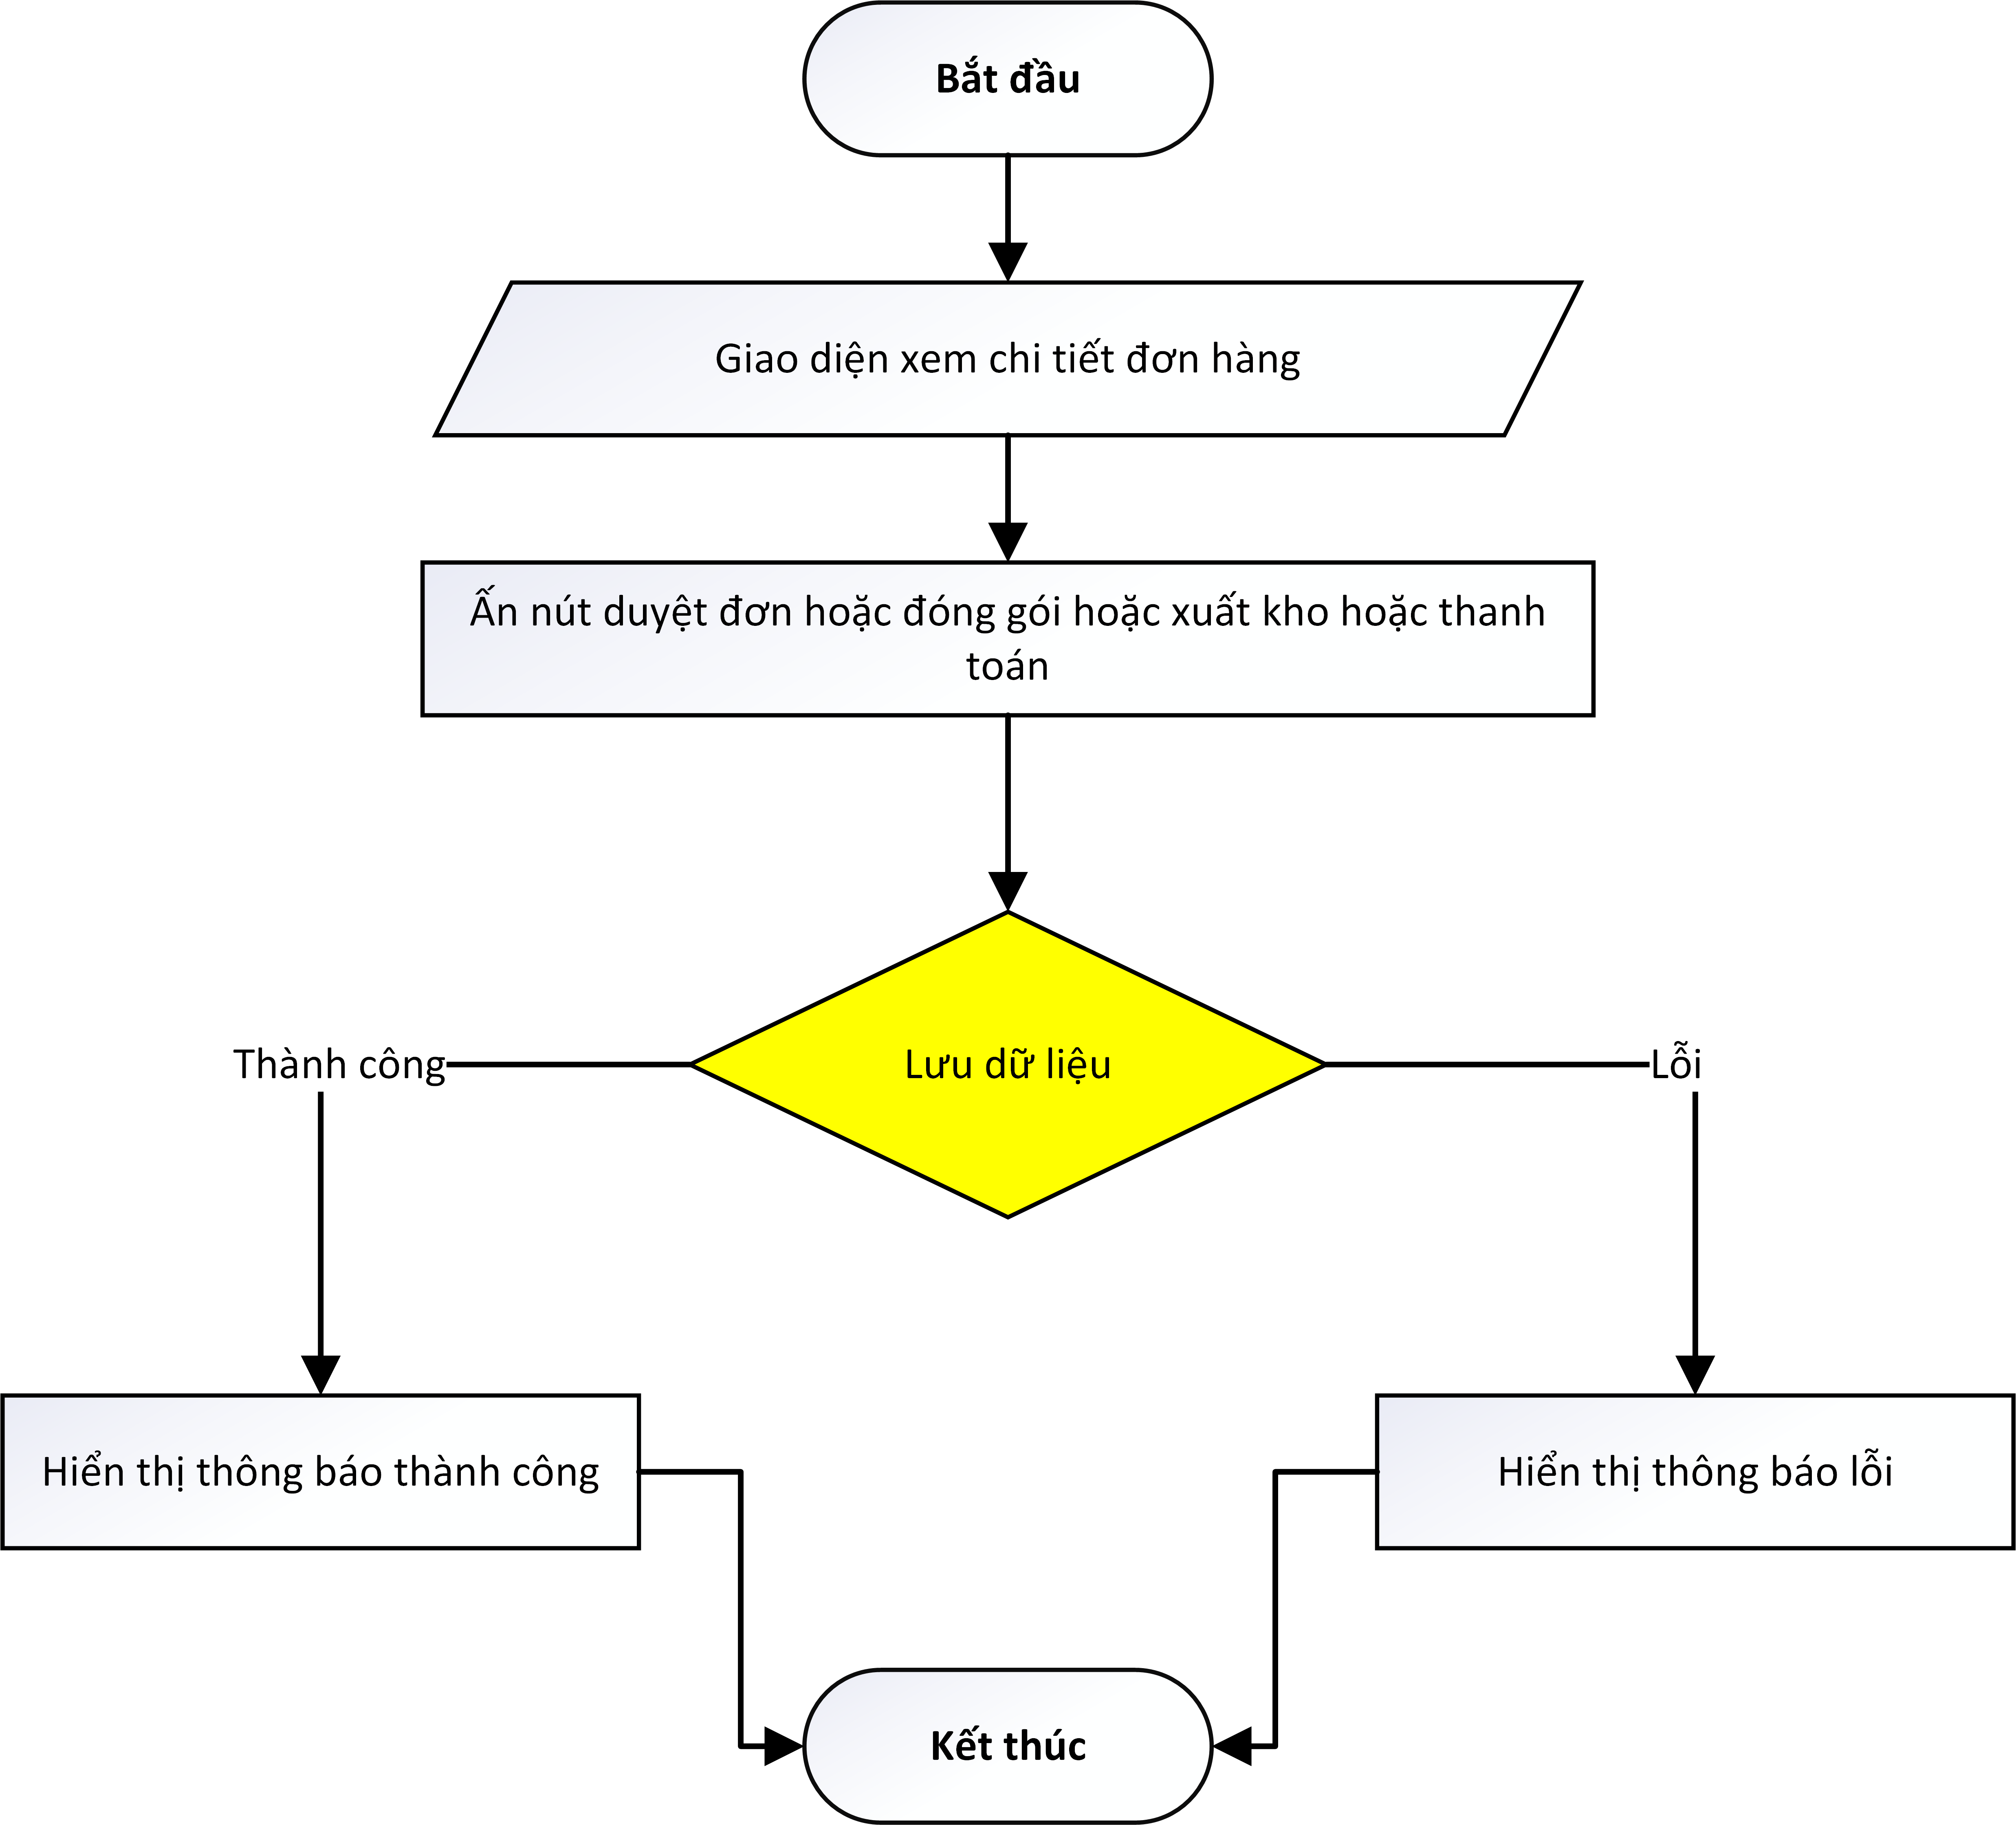 Bắt đầu
Giao diện xem chi tiết đơn hàng
Ấn nút duyệt đơn hoặc đóng gói hoặc xuất kho hoặc thanh
toán
Lưu dữ liệu
Thành công
Lỗi
Hiển thị thông báo thành công
Hiển thị thông báo lỗi
Kết thúc